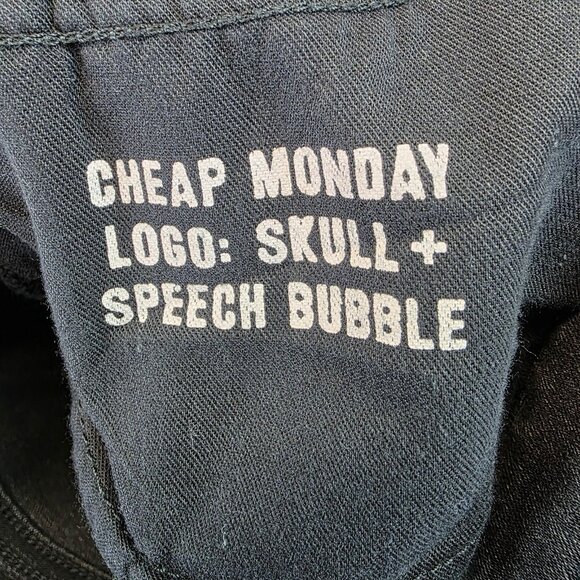 CHEAP MONDAY
LOGO: SKULL +
SPEECH BUBBLE